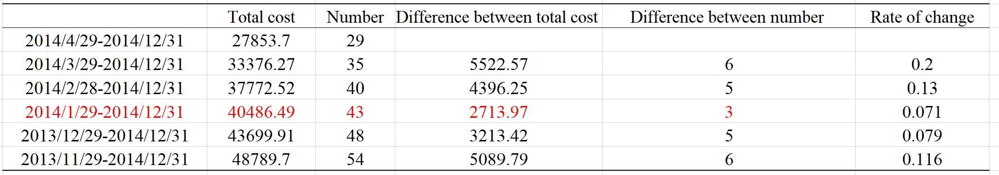 Total cost Number Difference between total cost Difference between number Rate of change
2014/4/29-2014/12/31 27853.7 29
2014/3/29-2014/12/31 33376.27 35 5522.57 6 0.2
2014/2/28-2014/12/31 37772.52 40 4396.25 5 0.13
2014/1/29-2014/12/31 40486.49 43 2713.97 3 0.071
2013/12/29-2014/12/31 43699.91 48 3213.42 5 0.079
2013/11/29-2014/12/31 48789.7 54 5089.79 6 0.116